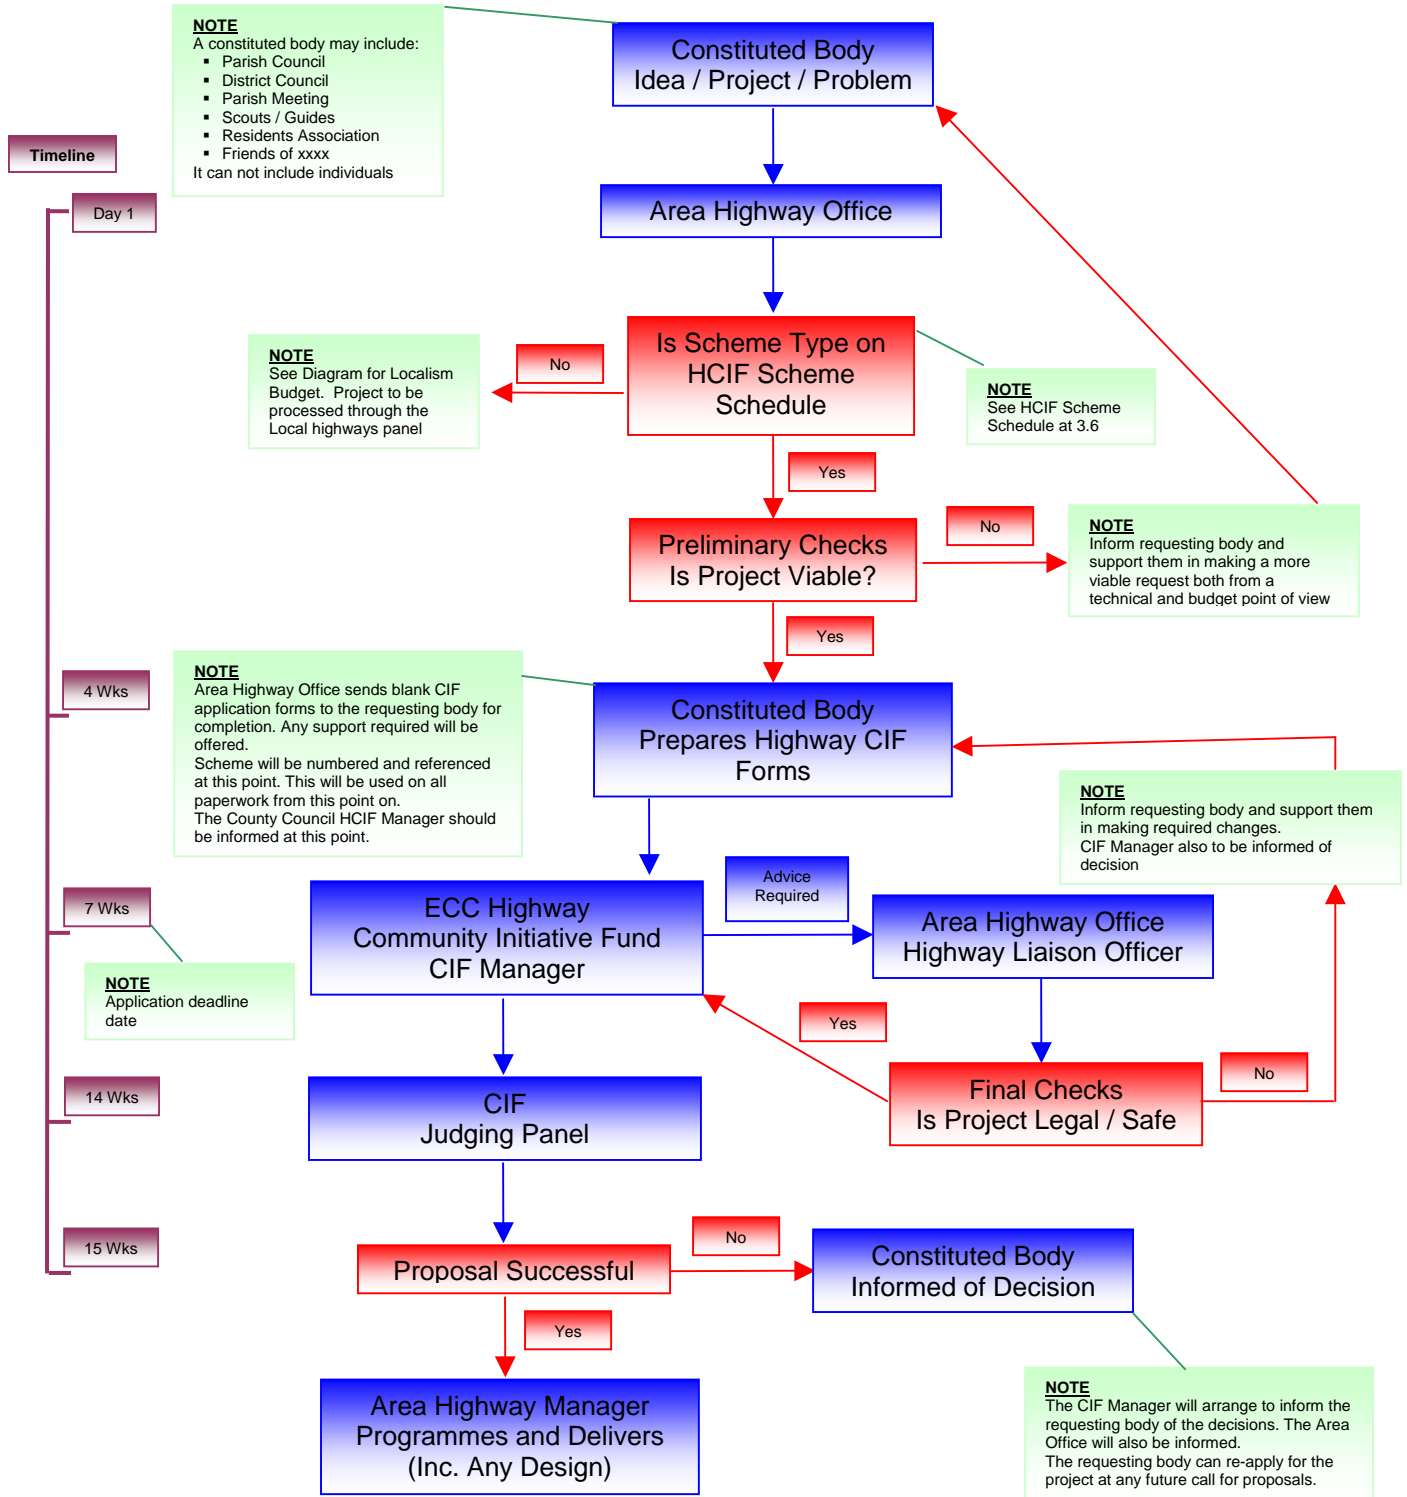 NOTE
A constituted body may include:
▪ Parish Council
▪ District Council
▪ Parish Meeting
▪ Scouts / Guides
▪ Residents Association
▪ Friends of xxxx
It can not include individuals
Constituted Body
Idea / Project / Problem
Timeline
Day 1
Area Highway Office
Is Scheme Type on
HCIF Scheme
Schedule
No
NOTE
See Diagram for Localism
Budget. Project to be
processed through the
Local highways panel
NOTE
See HCIF Scheme
Schedule at 3.6
Yes
Preliminary Checks
Is Project Viable?
No
NOTE
Inform requesting body and
support them in making a more
viable request both from a
technical and budget point of view
Yes
4 Wks
NOTE
Area Highway Office sends blank CIF
application forms to the requesting body for
completion. Any support required will be
offered.
Scheme will be numbered and referenced
at this point. This will be used on all
paperwork from this point on.
The County Council HCIF Manager should
be informed at this point.
Constituted Body
Prepares Highway CIF
Forms
NOTE
Inform requesting body and support them
in making required changes.
CIF Manager also to be informed of
decision
7 Wks
NOTE
Application deadline
date
ECC Highway
Community Initiative Fund
CIF Manager
Advice
Required
Area Highway Office
Highway Liaison Officer
Yes
Final Checks
Is Project Legal / Safe
No
14 Wks
CIF
Judging Panel
15 Wks
Proposal Successful
No
Constituted Body
Informed of Decision
Yes
Area Highway Manager
Programmes and Delivers
(Inc. Any Design)
NOTE
The CIF Manager will arrange to inform the
requesting body of the decisions. The Area
Office will also be informed.
The requesting body can re-apply for the
project at any future call for proposals.